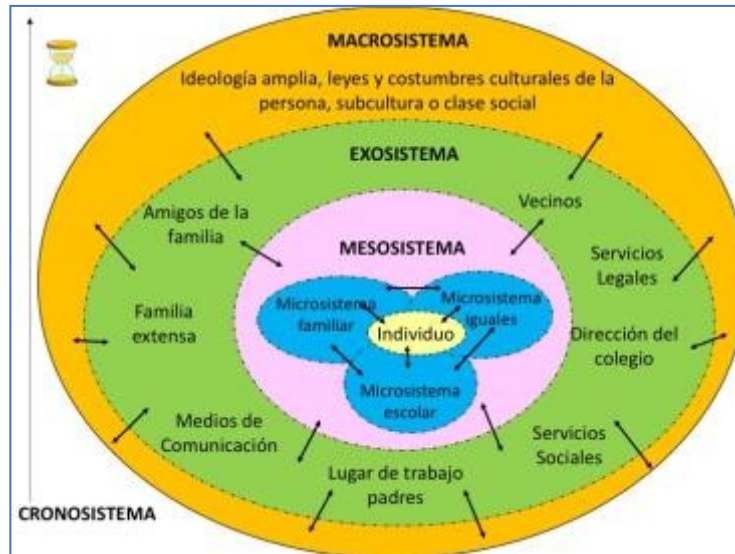 MACROSISTEMA
Ideología amplia, leyes y costumbres culturales de la
persona, subcultura o clase social
EXOSISTEMA
Amigos de la
familia
Vecinos
MESOSISTEMA
Servicios
Legales
Familia
extensa
Microsistema
familiar
Microsistema
iguales
Individuo
Dirección del
colegio
Microsistema
escolar
Medios de
Comunicación
Servicios
Sociales
Lugar de trabajo
padres
CRONOSISTEMA